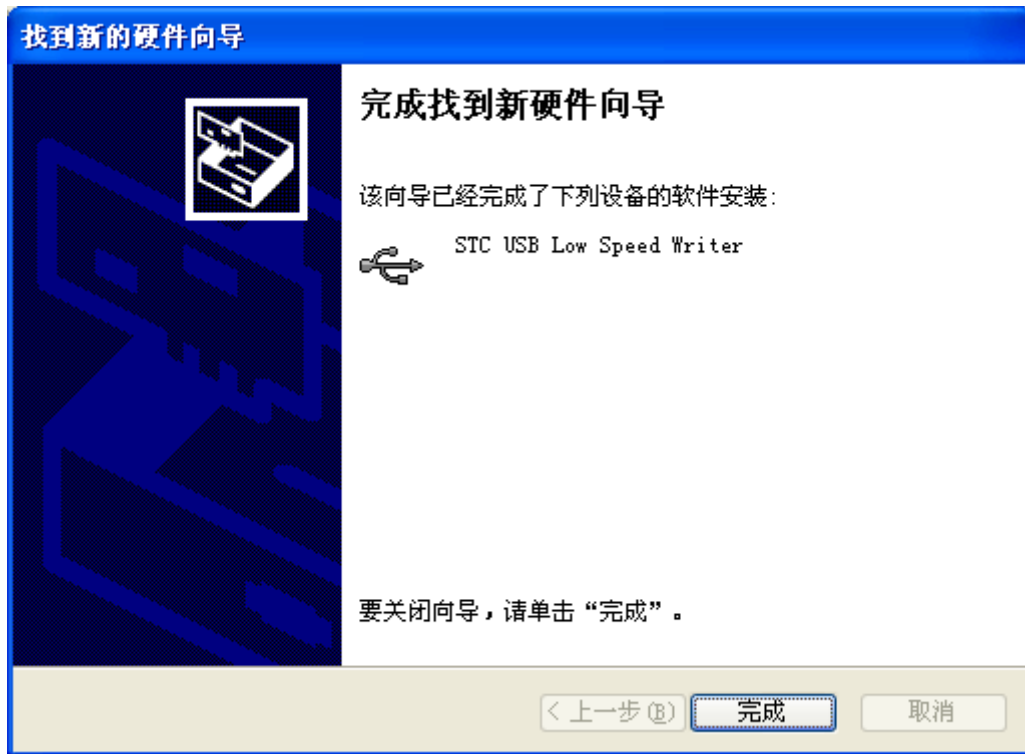 找到新的硬件向导
完成找到新硬件向导
该向导已经完成了下列设备的软件安装:
STC USB Low Speed Writer
要关闭向导，请单击“完成”。
< 上一步(B)
完成
取消